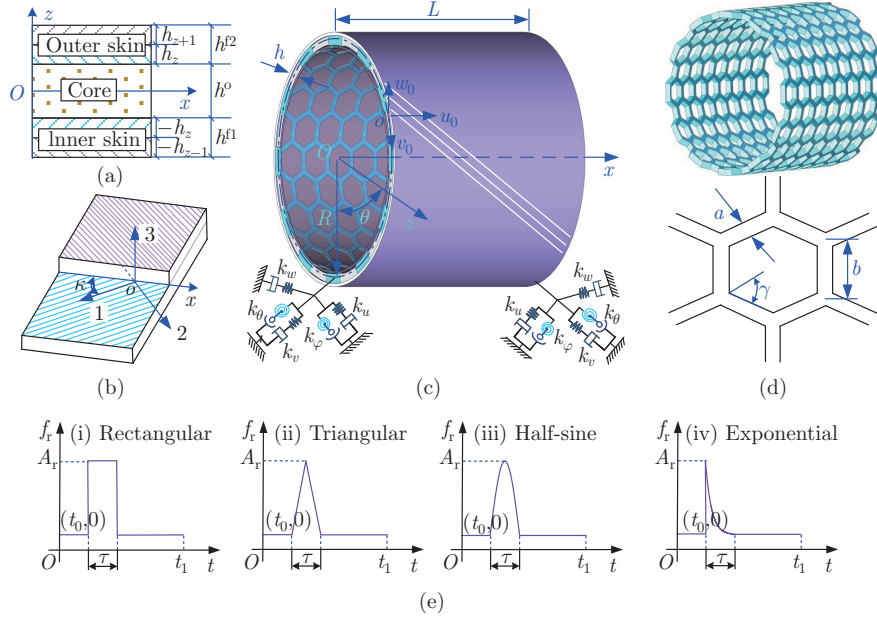 z
Outer skin
h_{z+1}
h_z
h^{f2}
Core
O
x
h^o
Inner skin
-h_z
-h_{z-1}
h^{f1}
(a)
3
κ
o
x
1
2
(b)
L
h
w_0
o
u_0
v_0
O
x
R
θ
z
k_w
k_θ
k_u
k_v
k_φ
k_w
k_θ
k_u
k_φ
k_v
(c)
a
b
γ
(d)
f_r (i) Rectangular
A_r
(t_0,0)
O
τ
t_1
t
f_r (ii) Triangular
A_r
(t_0,0)
O
τ
t_1
t
f_r (iii) Half-sine
A_r
(t_0,0)
O
τ
t_1
t
f_r (iv) Exponential
A_r
(t_0,0)
O
τ
t_1
t
(e)